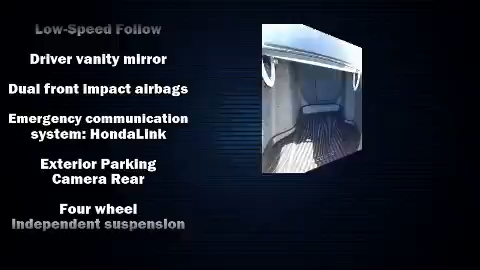 Low-Speed Follow
Driver vanity mirror
Dual front impact airbags
Emergency communication
system: HondaLink
Exterior Parking
Camera Rear
Four wheel
Independent suspension